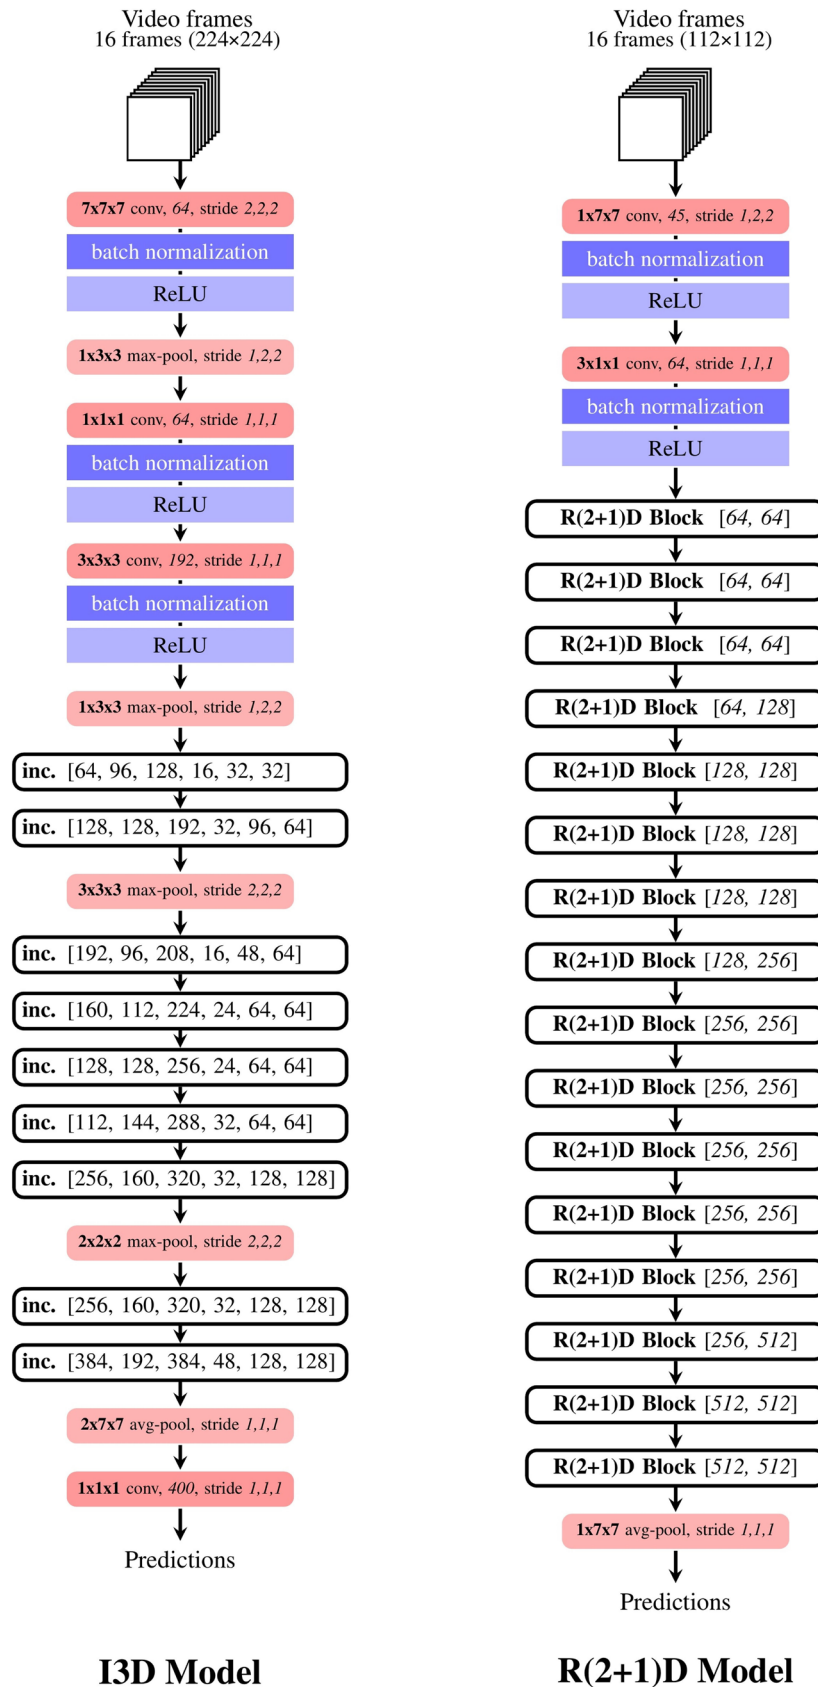 Video frames
16 frames (224×224)
7x7x7 conv, 64, stride 2,2,2
batch normalization
ReLU
1x3x3 max-pool, stride 1,2,2
1x1x1 conv, 64, stride 1,1,1
batch normalization
ReLU
3x3x3 conv, 192, stride 1,1,1
batch normalization
ReLU
1x3x3 max-pool, stride 1,2,2
inc. [64, 96, 128, 16, 32, 32]
inc. [128, 128, 192, 32, 96, 64]
3x3x3 max-pool, stride 2,2,2
inc. [192, 96, 208, 16, 48, 64]
inc. [160, 112, 224, 24, 64, 64]
inc. [128, 128, 256, 24, 64, 64]
inc. [112, 144, 288, 32, 64, 64]
inc. [256, 160, 320, 32, 128, 128]
2x2x2 max-pool, stride 2,2,2
inc. [256, 160, 320, 32, 128, 128]
inc. [384, 192, 384, 48, 128, 128]
2x7x7 avg-pool, stride 1,1,1
1x1x1 conv, 400, stride 1,1,1
Predictions
I3D Model
Video frames
16 frames (112×112)
1x7x7 conv, 45, stride 1,2,2
batch normalization
ReLU
3x1x1 conv, 64, stride 1,1,1
batch normalization
ReLU
R(2+1)D Block [64, 64]
R(2+1)D Block [64, 64]
R(2+1)D Block [64, 64]
R(2+1)D Block [64, 128]
R(2+1)D Block [128, 128]
R(2+1)D Block [128, 128]
R(2+1)D Block [128, 128]
R(2+1)D Block [128, 256]
R(2+1)D Block [256, 256]
R(2+1)D Block [256, 256]
R(2+1)D Block [256, 256]
R(2+1)D Block [256, 256]
R(2+1)D Block [256, 256]
R(2+1)D Block [256, 512]
R(2+1)D Block [512, 512]
R(2+1)D Block [512, 512]
1x7x7 avg-pool, stride 1,1,1
Predictions
R(2+1)D Model